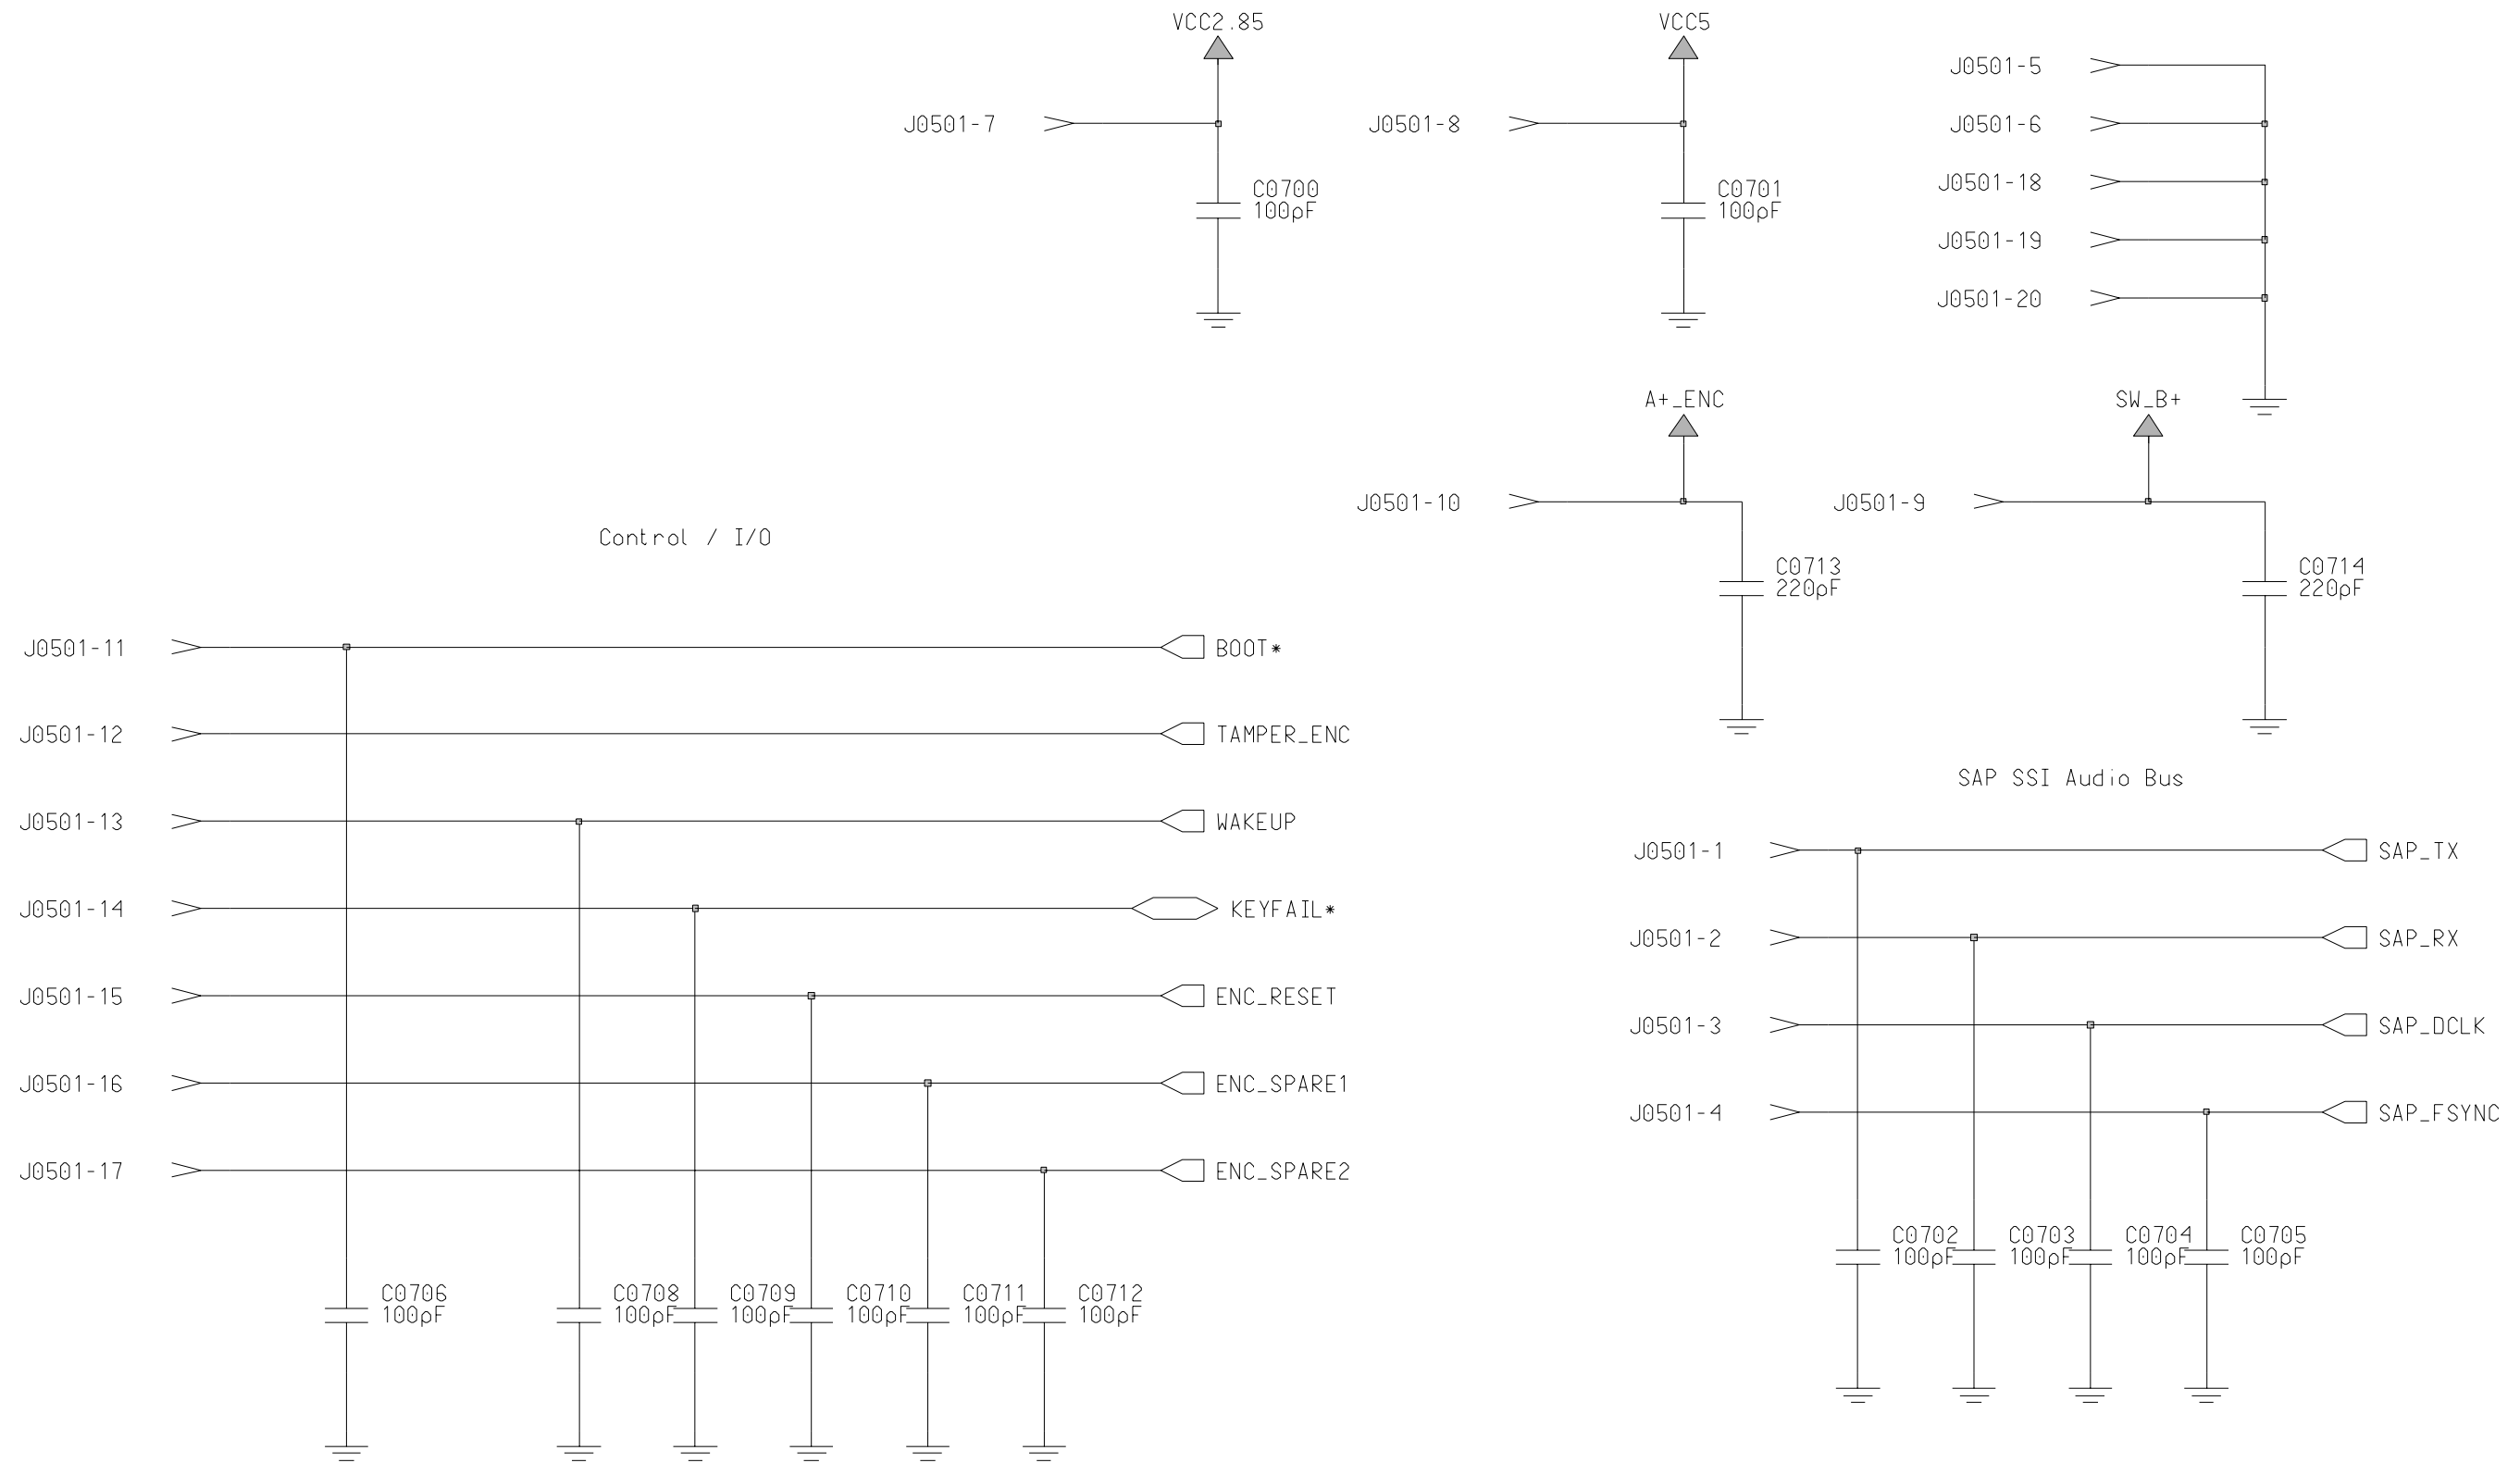 VCC2.85
VCC5
J0501-5
J0501-7
J0501-8
J0501-6
C0700
100pF
C0701
100pF
J0501-18
J0501-19
J0501-20
A+_ENC
SW_B+
J0501-10
J0501-9
C0713
220pF
C0714
220pF
Control / I/O
J0501-11
BOOT*
J0501-12
TAMPER_ENC
J0501-13
WAKEUP
J0501-14
KEYFAIL*
J0501-15
ENC_RESET
J0501-16
ENC_SPARE1
J0501-17
ENC_SPARE2
C0706
100pF
C0708
100pF
C0709
100pF
C0710
100pF
C0711
100pF
C0712
100pF
SAP SSI Audio Bus
J0501-1
SAP_TX
J0501-2
SAP_RX
J0501-3
SAP_DCLK
J0501-4
SAP_FSYNC
C0702
100pF
C0703
100pF
C0704
100pF
C0705
100pF